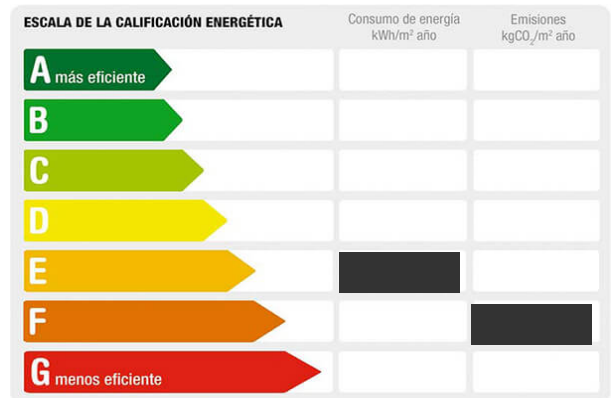 ESCALA DE LA CALIFICACIÓN ENERGÉTICA
Consumo de energía
kWh/m² año
Emisiones
kgCO₂/m² año
A más eficiente
B
C
D
E
F
G menos eficiente